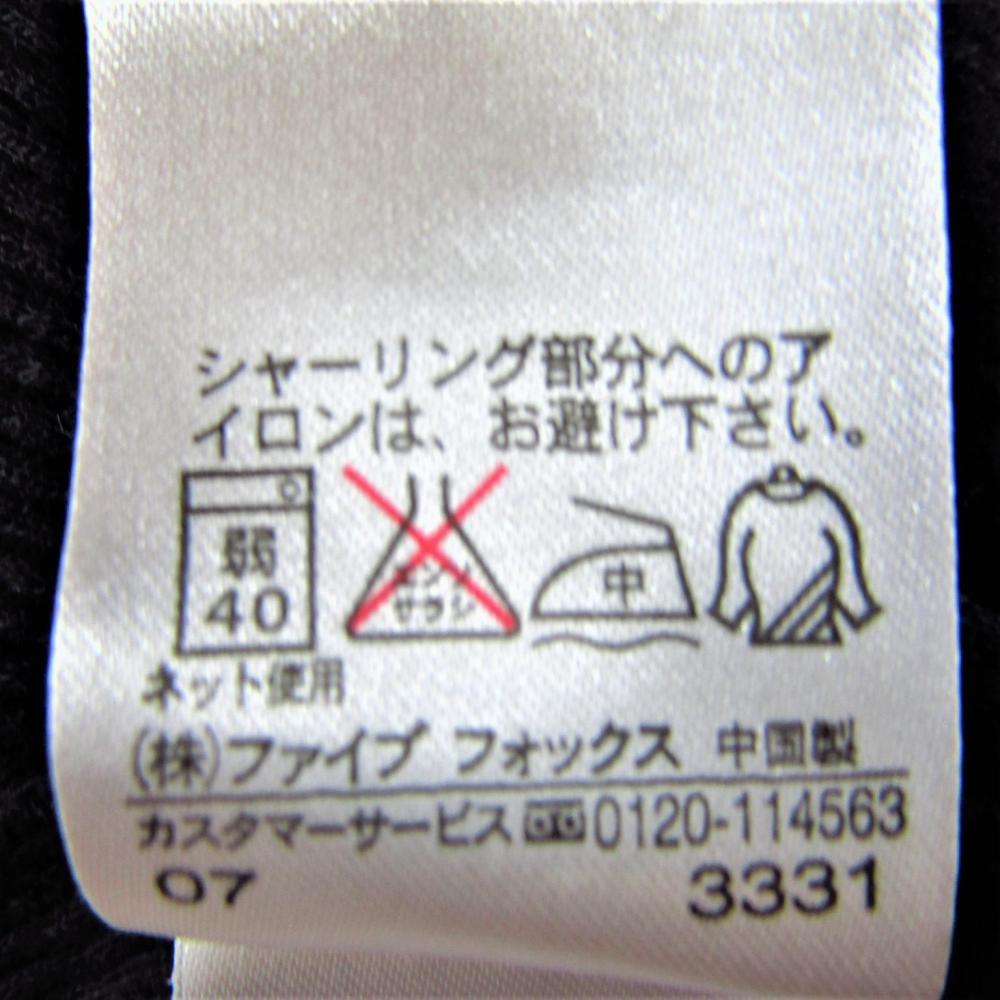 シャーリング部分へのア
イロンは、お避け下さい。
弱
40
エンソ
サラシ
中
ネット使用
(株)ファイブ フォックス 中国製
カスタマーサービス 0120-114563
07 3331